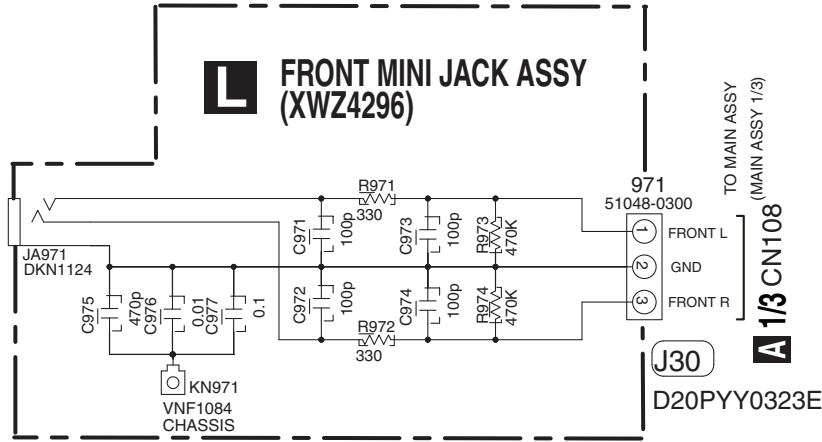 L
FRONT MINI JACK ASSY
(XWZ4296)
R971
330
C971
100p
C973
100p
R973
470K
971
51048-0300
1
FRONT L
2
GND
3
FRONT R
TO MAIN ASSY
(MAIN ASSY 1/3)
A 1/3 CN108
JA971
DKN1124
C975
470p
C976
0.01
C977
0.1
C972
100p
C974
100p
R974
470K
R972
330
KN971
VNF1084
CHASSIS
J30
D20PYY0323E